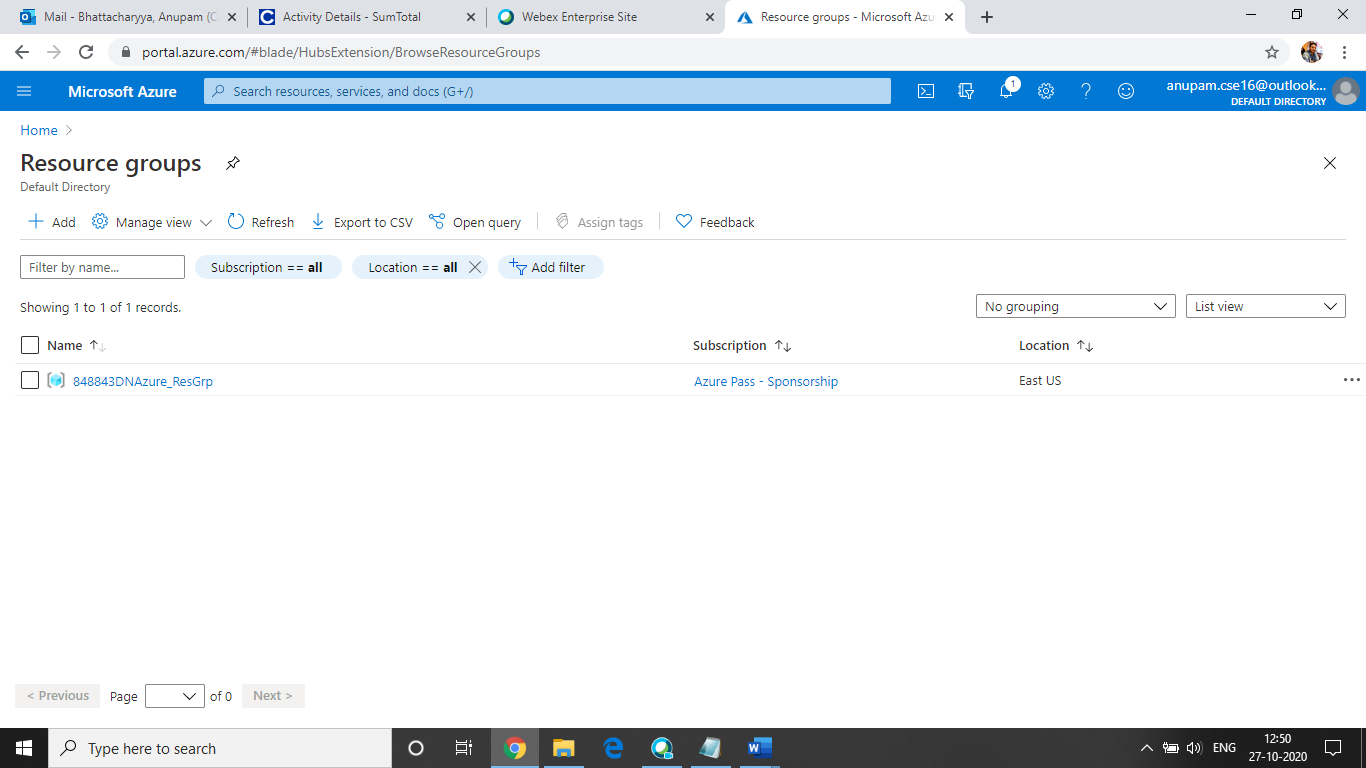 Mail - Bhattacharyya, Anupam (C
Activity Details - SumTotal
Webex Enterprise Site
Resource groups - Microsoft Azu
portal.azure.com/#blade/HubsExtension/BrowseResourceGroups
Microsoft Azure
Search resources, services, and docs (G+/)
1
anupam.cse16@outlook...
DEFAULT DIRECTORY
Home
Resource groups
Default Directory
Add
Manage view
Refresh
Export to CSV
Open query
Assign tags
Feedback
Filter by name...
Subscription == all
Location == all
Add filter
Showing 1 to 1 of 1 records.
No grouping
List view
Name
Subscription
Location
848843DNAzure_ResGrp
Azure Pass - Sponsorship
East US
< Previous
Page
of 0
Next >
Type here to search
ENG
12:50
27-10-2020